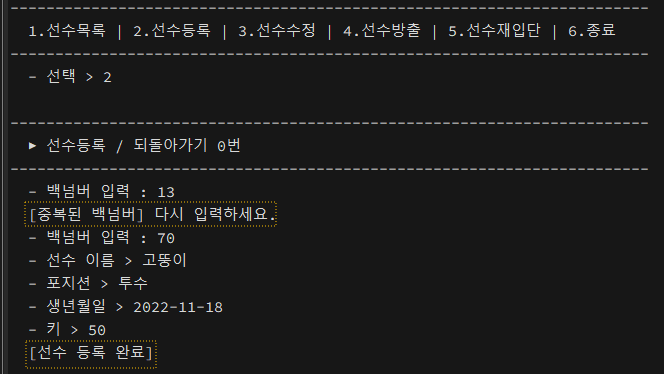 1.선수목록 | 2.선수등록 | 3.선수수정 | 4.선수방출 | 5.선수재입단 | 6.종료
- 선택 > 2
▶ 선수등록 / 되돌아가기 0번
- 백넘버 입력 : 13
[중복된 백넘버] 다시 입력하세요.
- 백넘버 입력 : 70
- 선수 이름 > 고뚱이
- 포지션 > 투수
- 생년월일 > 2022-11-18
- 키 > 50
[선수 등록 완료]